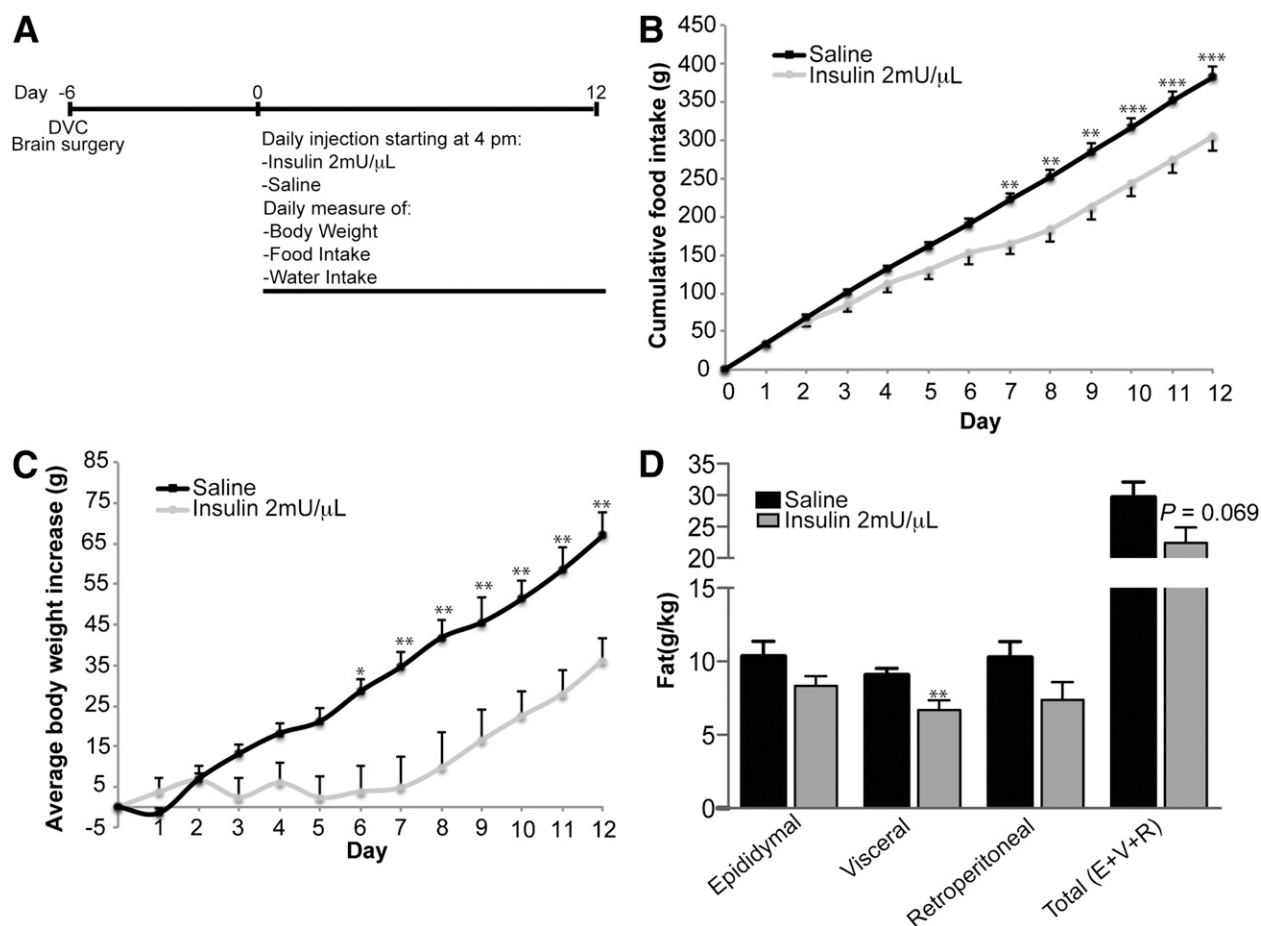 A
Day -6 0 12
DVC
Brain surgery
Daily injection starting at 4 pm:
-Insulin 2mU/μL
-Saline
Daily measure of:
-Body Weight
-Food Intake
-Water Intake
B
Cumulative food intake (g)
450
400
350
300
250
200
150
100
50
0
Saline
Insulin 2mU/μL
** ** ** *** *** ***
0 1 2 3 4 5 6 7 8 9 10 11 12
Day
C
Average body weight increase (g)
85
75
65
55
45
35
25
15
5
-5
Saline
Insulin 2mU/μL
* ** ** ** ** ** **
1 2 3 4 5 6 7 8 9 10 11 12
Day
D
Fat(g/kg)
35
30
25
20
15
10
5
0
Saline
Insulin 2mU/μL
**
P = 0.069
Epididymal
Visceral
Retroperitoneal
Total (E+V+R)